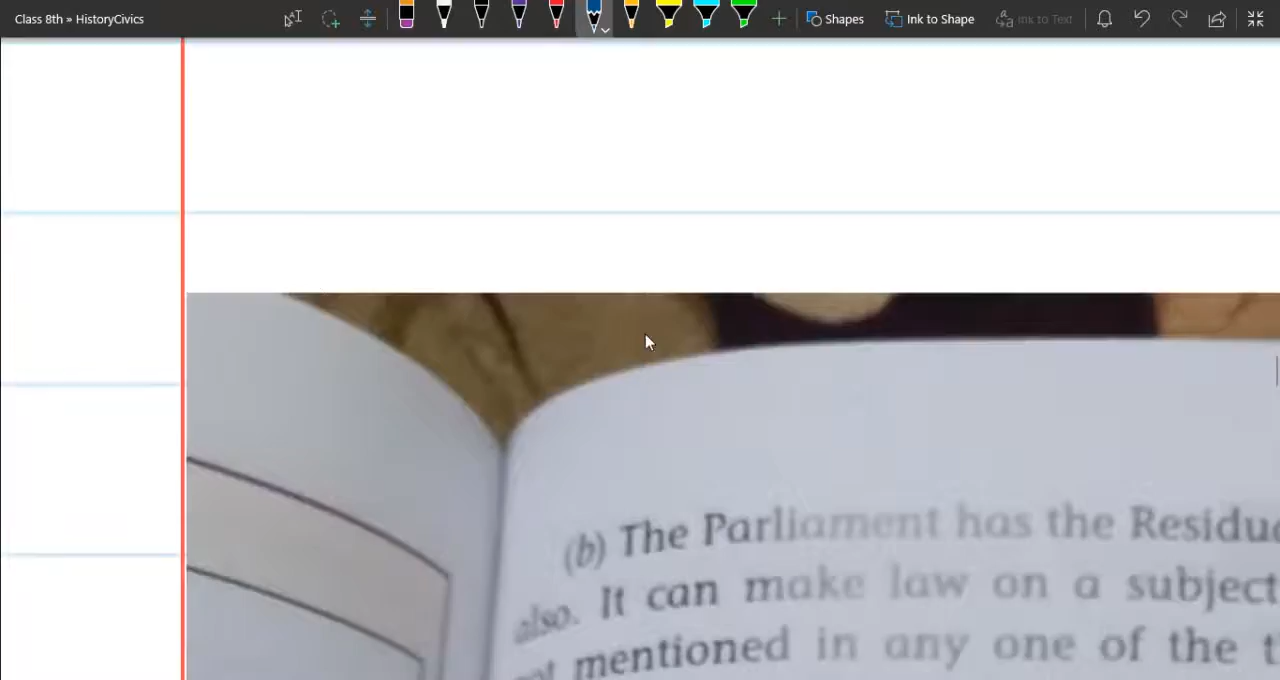 Class 8th » HistoryCivics
Shapes
Ink to Shape
Ink to Text
(b) The Parliament has the
also. It can make law on a subject
mentioned in any one of the